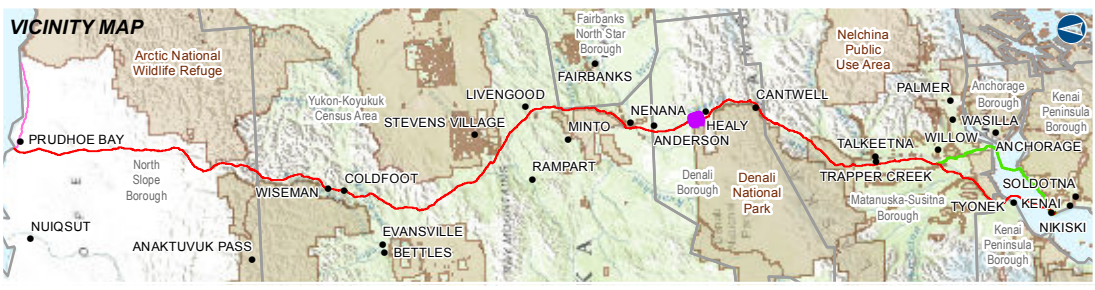 VICINITY MAP
Arctic National
Wildlife Refuge
Fairbanks
North Star
Borough
FAIRBANKS
Nelchina
Public
Use Area
PALMER
Anchorage
Borough
Kenai
Peninsula
Borough
Yukon-Koyukuk
Census Area
LIVENGOOD
STEVENS VILLAGE
NENANA
CANTWELL
WASILLA
PRUDHOE BAY
MINTO
HEALY
ANDERSON
TALKEETNA
WILLOW
ANCHORAGE
North
Slope
Borough
WISEMAN
COLDFOOT
RAMPART
Denali
Borough
Denali
National
Park
TRAPPER CREEK
Matanuska-Susitna
Borough
SOLDOTNA
TYONEK
KENAI
NIKISKI
NUIQSUT
ANAKTUVUK PASS
EVANSVILLE
BETTLES
Kenai
Peninsula
Borough
K A